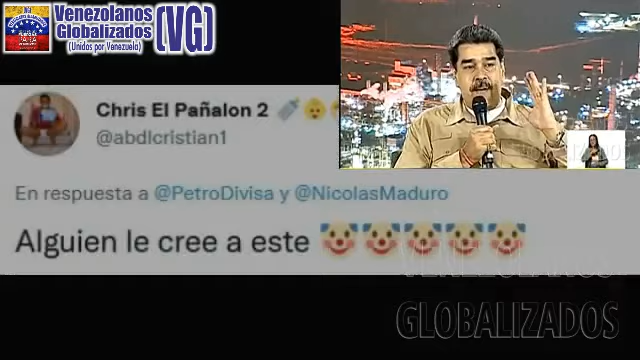 Venezolanos
Globalizados
(Unidos por Venezuela)
(VG)
Chris El Pañalon 2
@abdlcristian1
En respuesta a @PetroDivisa y @NicolasMaduro
Alguien le cree a este
VENEZOLANOS
GLOBALIZADOS